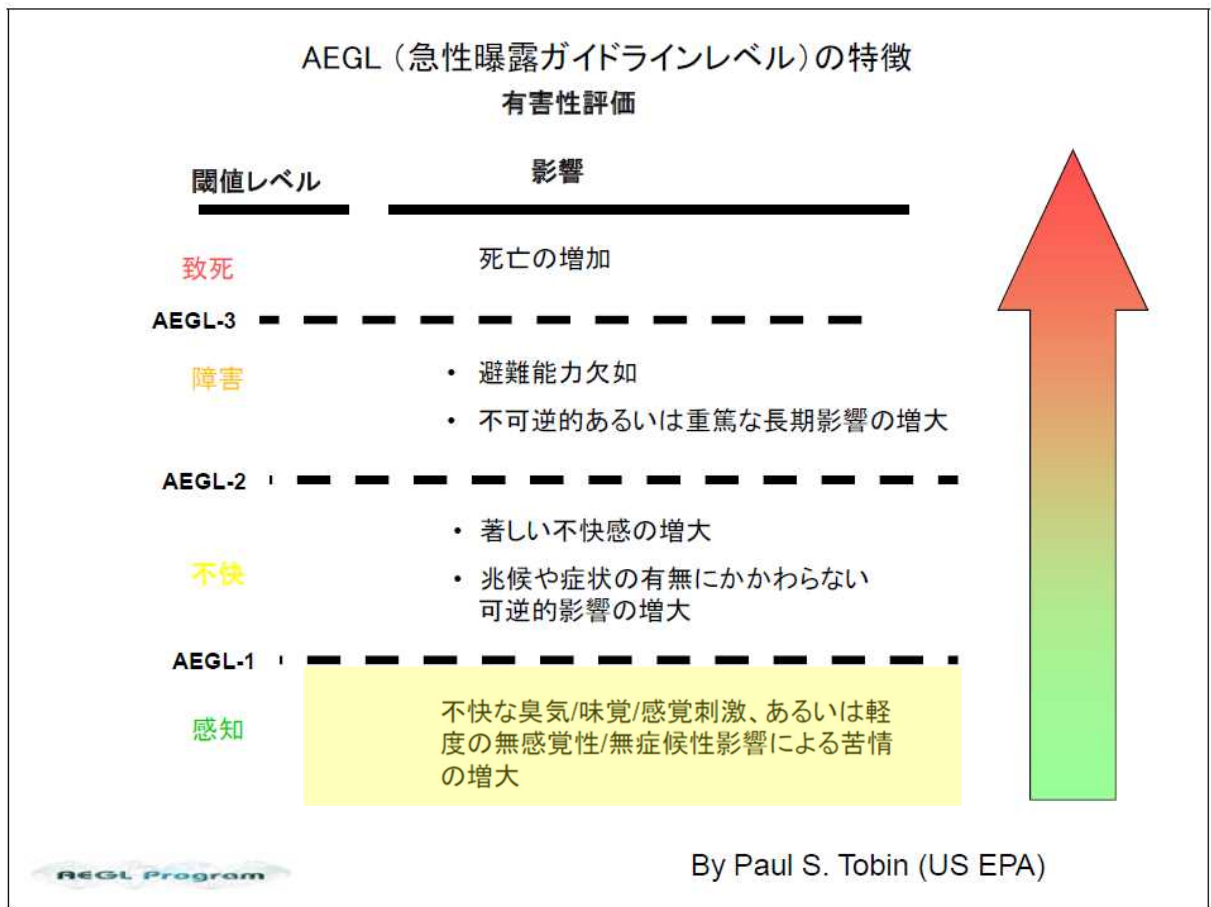 AEGL（急性曝露ガイドラインレベル）の特徴
有害性評価
閾値レベル
影響
致死
死亡の増加
AEGL-3
障害
・ 避難能力欠如
・ 不可逆的あるいは重篤な長期影響の増大
AEGL-2
不快
・ 著しい不快感の増大
・ 兆候や症状の有無にかかわらない
可逆的影響の増大
AEGL-1
感知
不快な臭気/味覚/感覚刺激、あるいは軽
度の無感覚性/無症候性影響による苦情
の増大
AEGL Program
By Paul S. Tobin (US EPA)